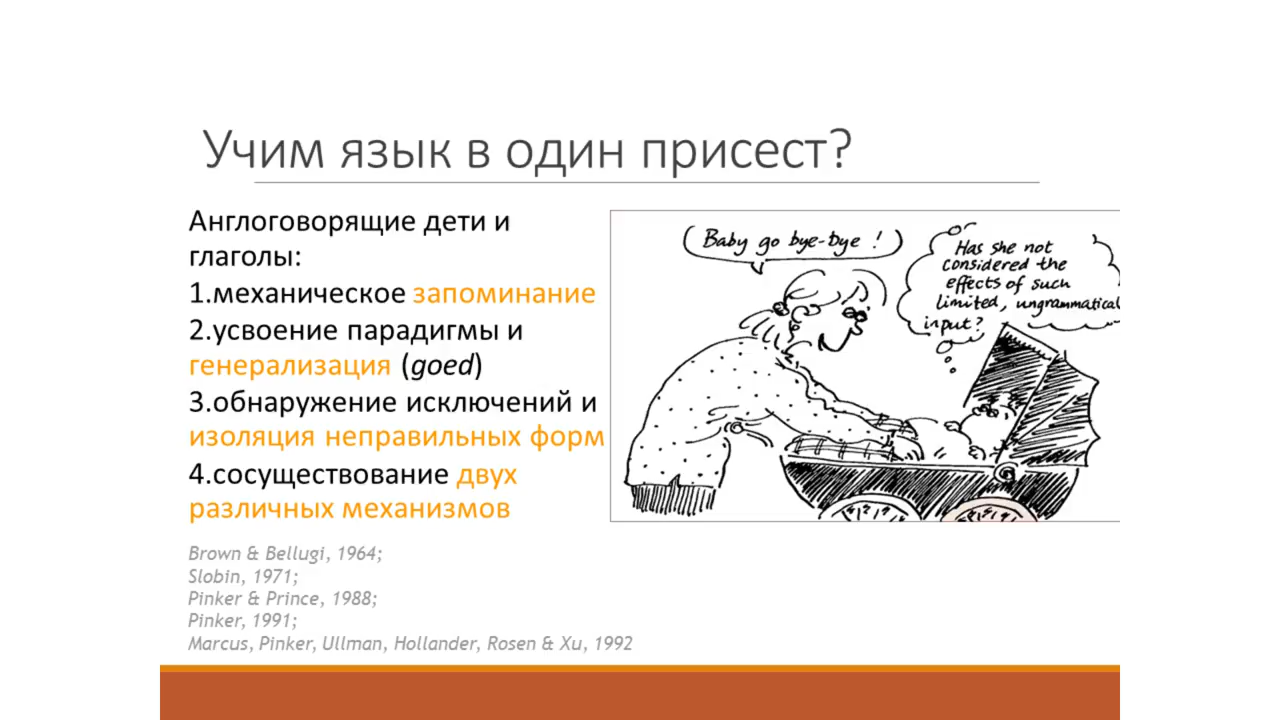 Учим язык в один присест?
Англоговорящие дети и
глаголы:
1.механическое запоминание
2.усвоение парадигмы и
генерализация (goed)
3.обнаружение исключений и
изоляция неправильных форм
4.сосуществование двух
различных механизмов
Baby go bye-bye !
Has she not
considered the
effects of such
limited, ungrammatical
input?
Brown & Bellugi, 1964;
Slobin, 1971;
Pinker & Prince, 1988;
Pinker, 1991;
Marcus, Pinker, Ullman, Hollander, Rosen & Xu, 1992